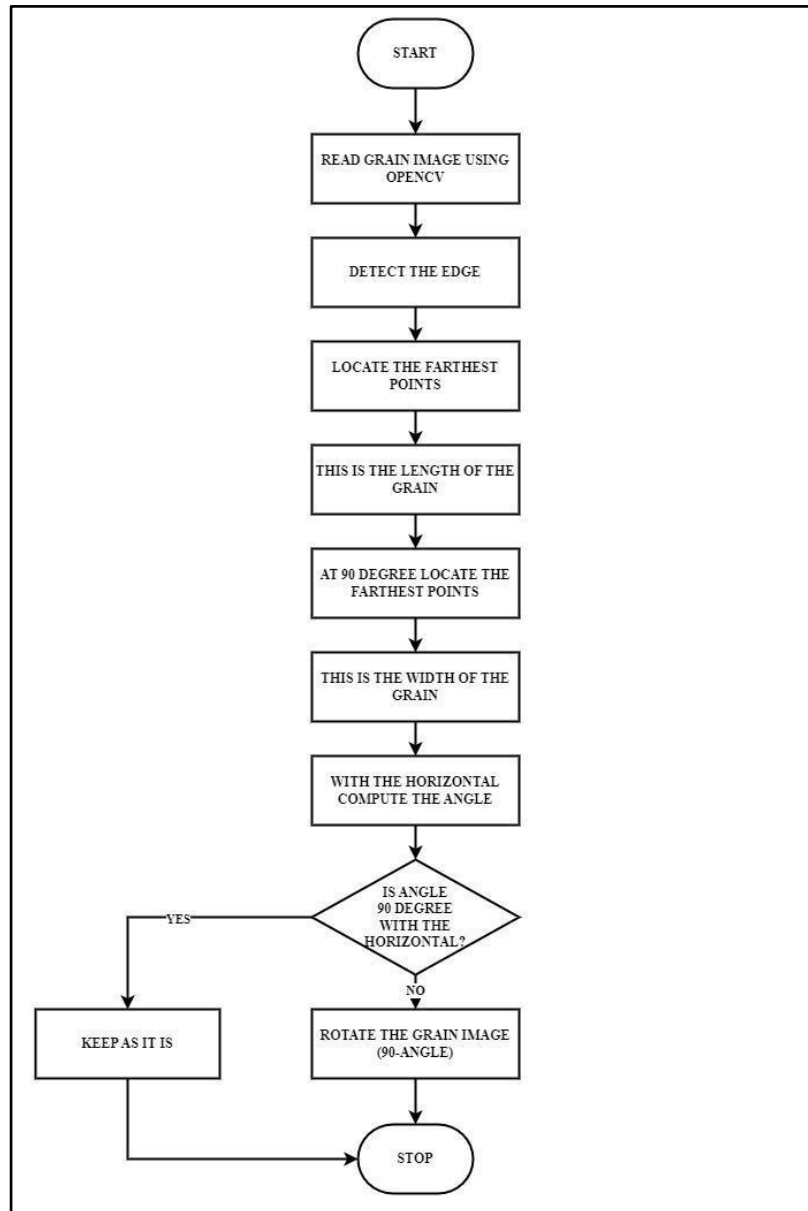 START
READ GRAIN IMAGE USING
OPENCV
DETECT THE EDGE
LOCATE THE FARTHEST
POINTS
THIS IS THE LENGTH OF THE
GRAIN
AT 90 DEGREE LOCATE THE
FARTHEST POINTS
THIS IS THE WIDTH OF THE
GRAIN
WITH THE HORIZONTAL
COMPUTE THE ANGLE
IS ANGLE
90 DEGREE
WITH THE
HORIZONTAL?
YES
NO
KEEP AS IT IS
ROTATE THE GRAIN IMAGE
(90-ANGLE)
STOP